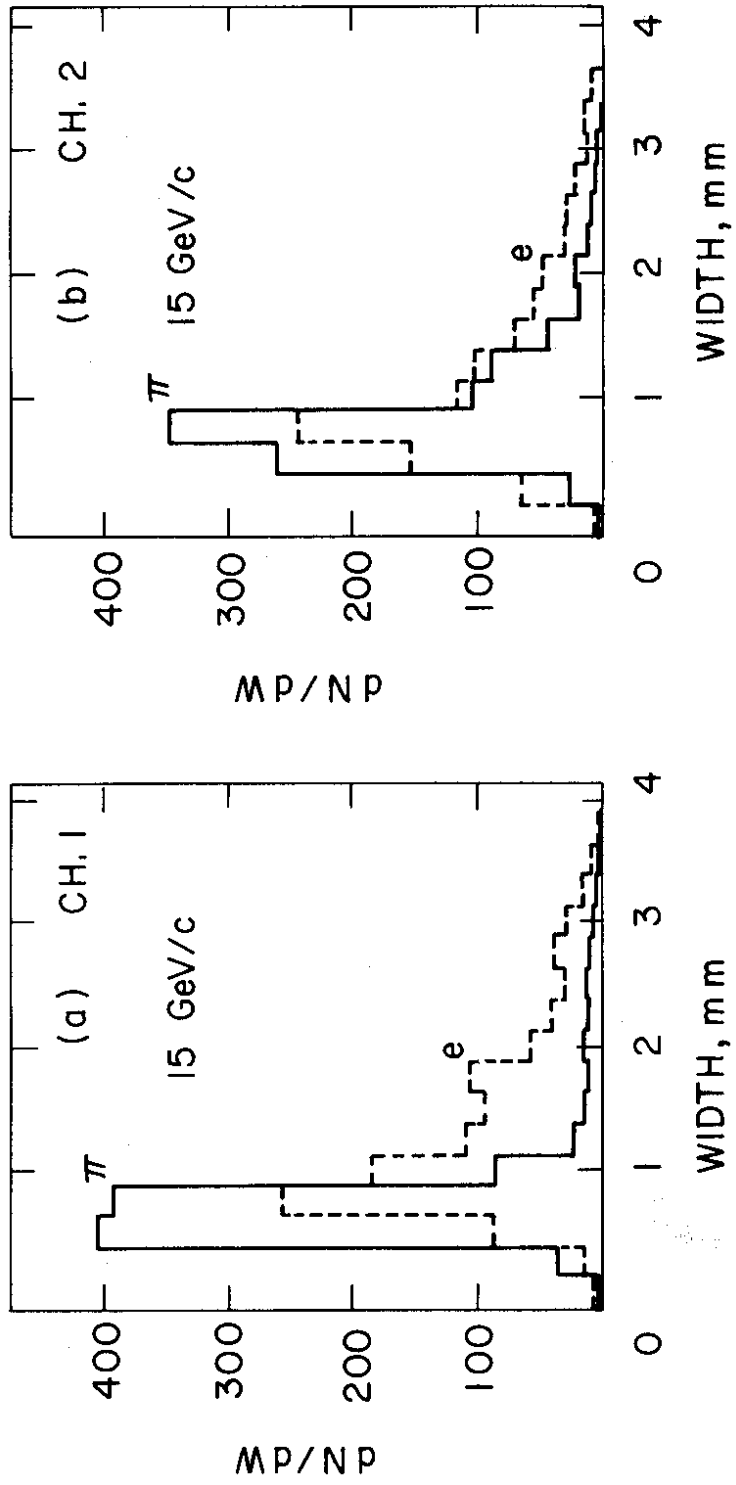 (a) CH. 1
15 GeV/c
π
e
400
300
200
100
0
1
2
3
4
dN/dW
WIDTH, mm
(b) CH. 2
15 GeV/c
π
e
400
300
200
100
0
1
2
3
4
dN/dW
WIDTH, mm